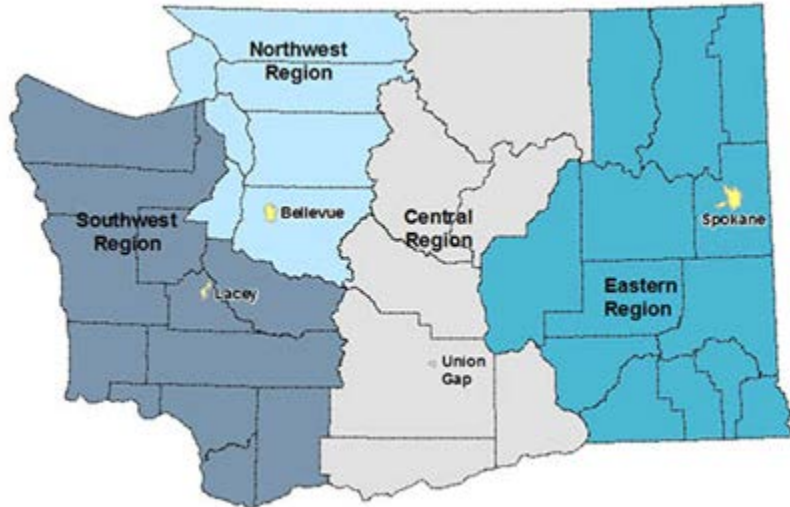 Northwest
Region
Southwest
Region
Bellevue
Central
Region
Spokane
Lacey
Eastern
Region
Union
Gap